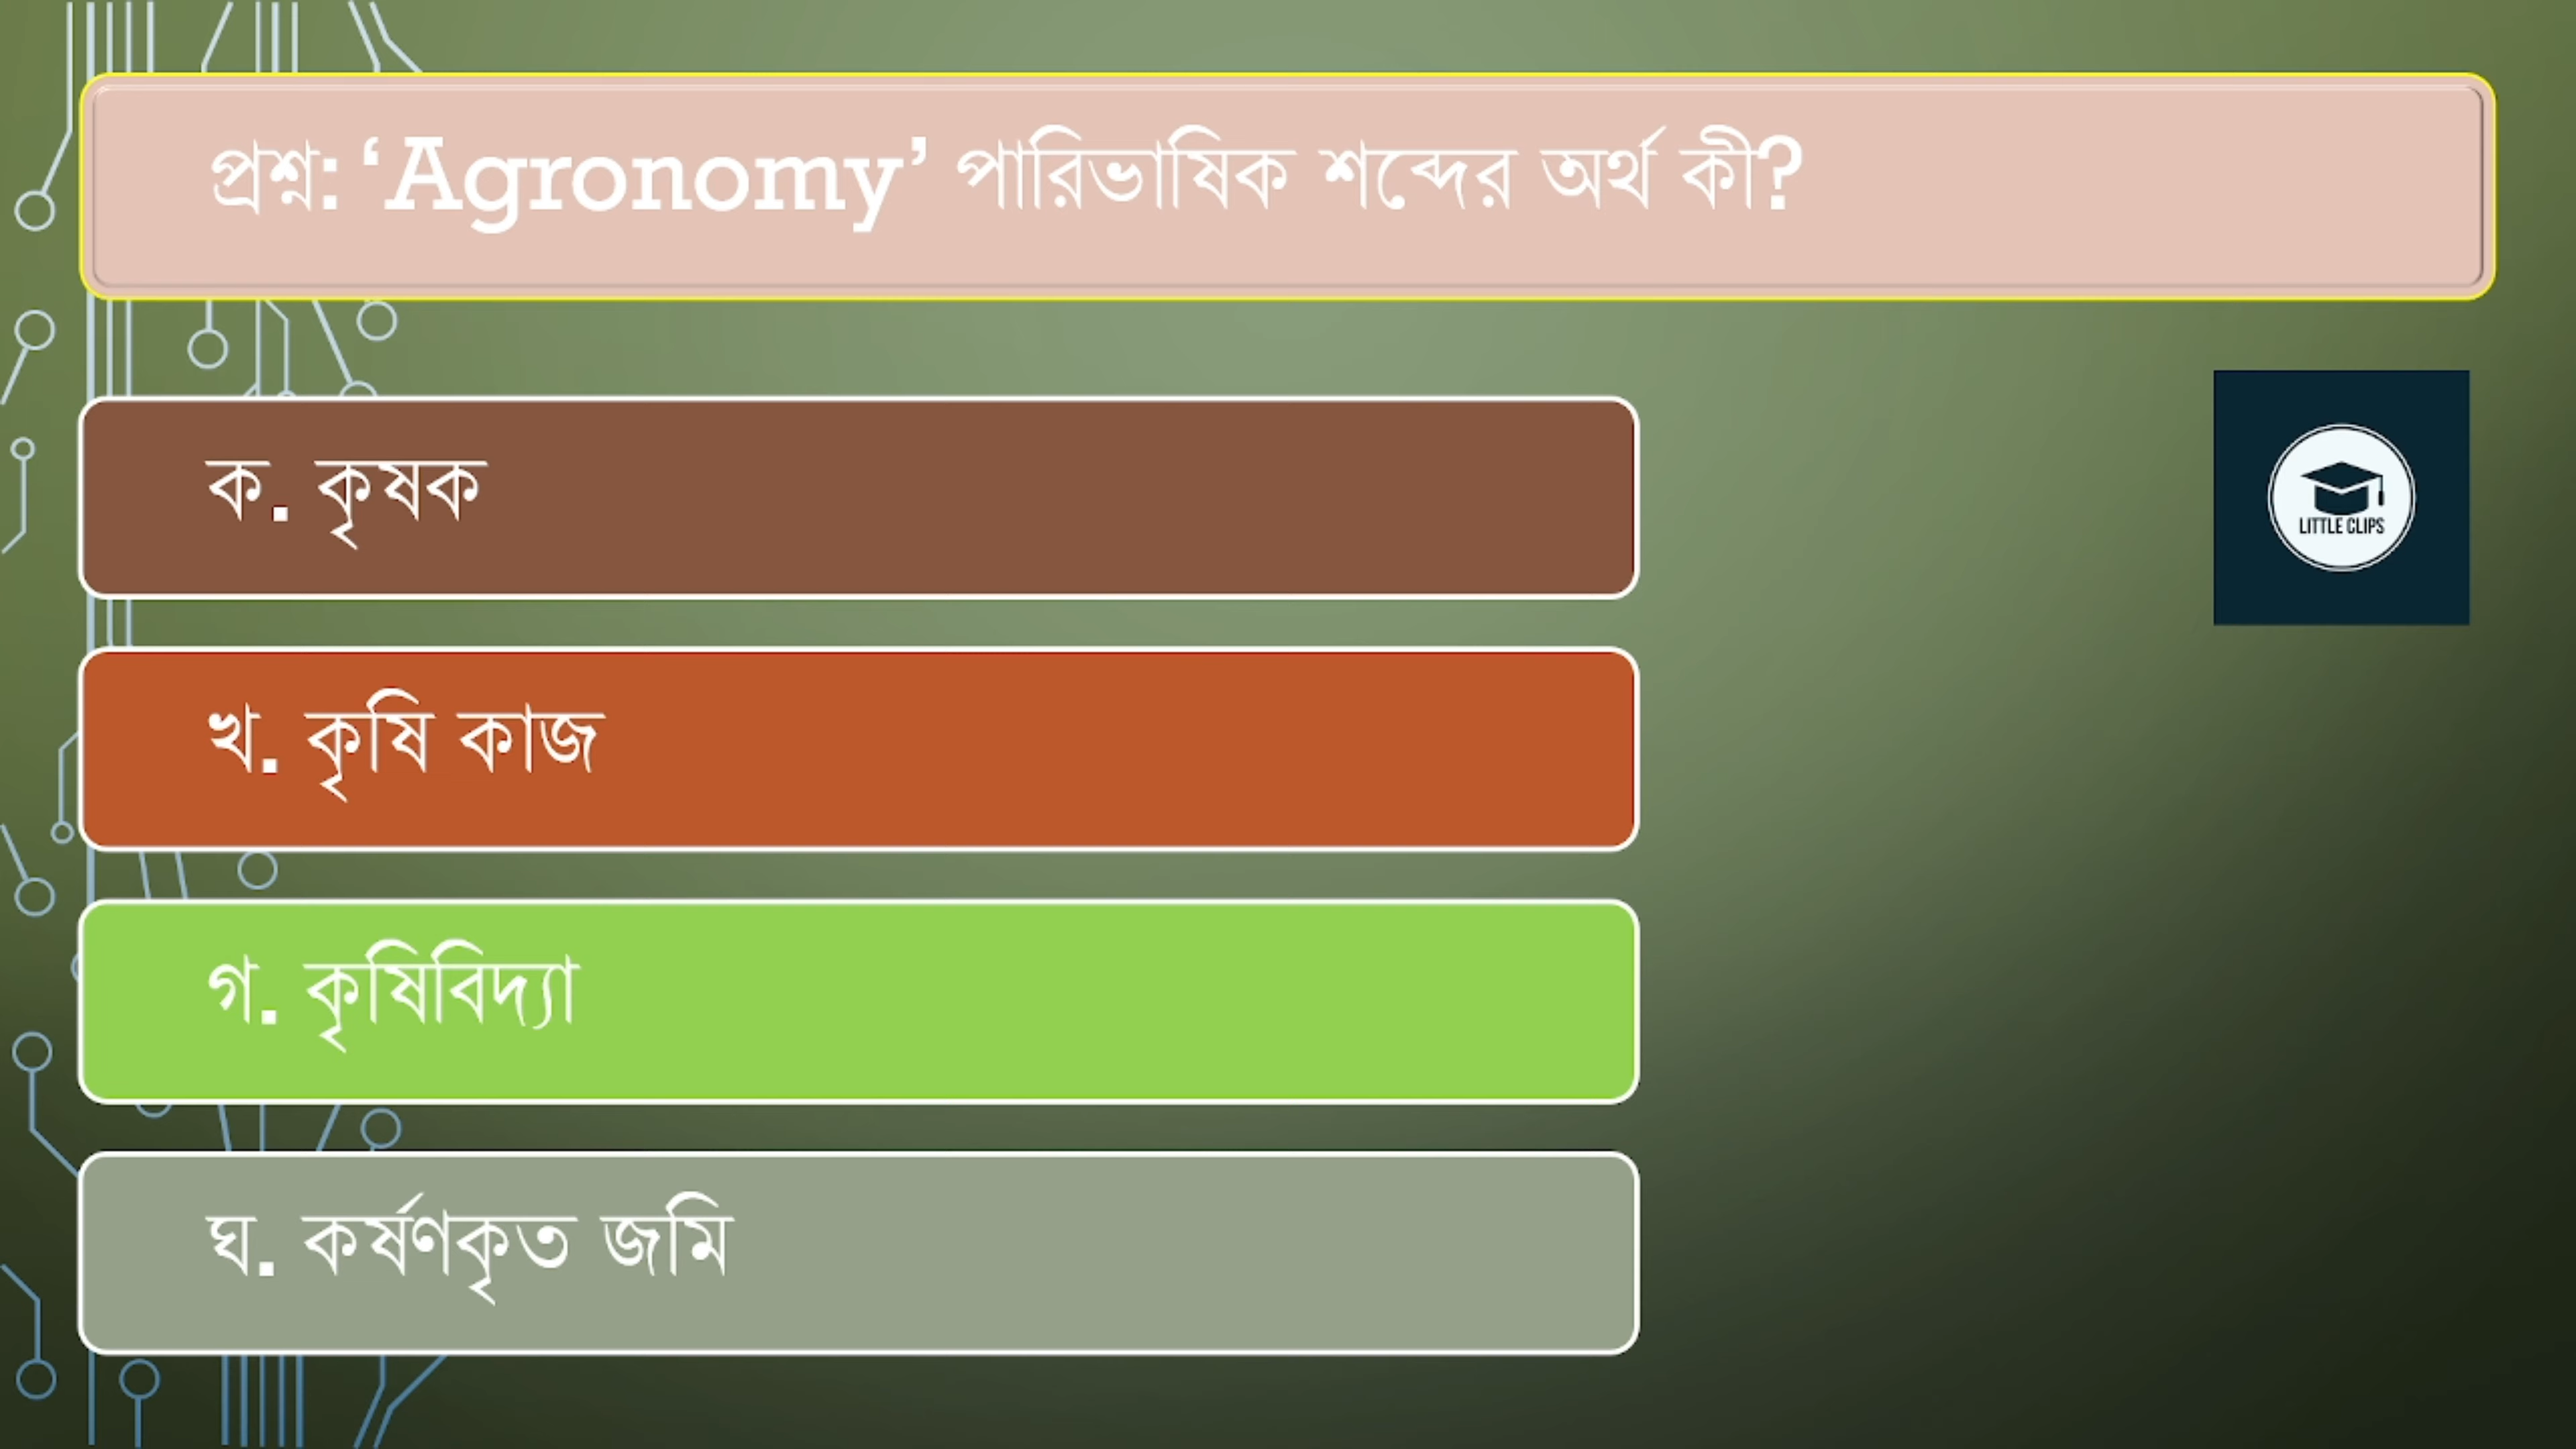 প্রশ্ন: ‘Agronomy’ পারিভাষিক শব্দের অর্থ কী?
ক. কৃষক
LITTLE CLIPS
খ. কৃষি কাজ
গ. কৃষিবিদ্যা
ঘ. কর্ষণকৃত জমি